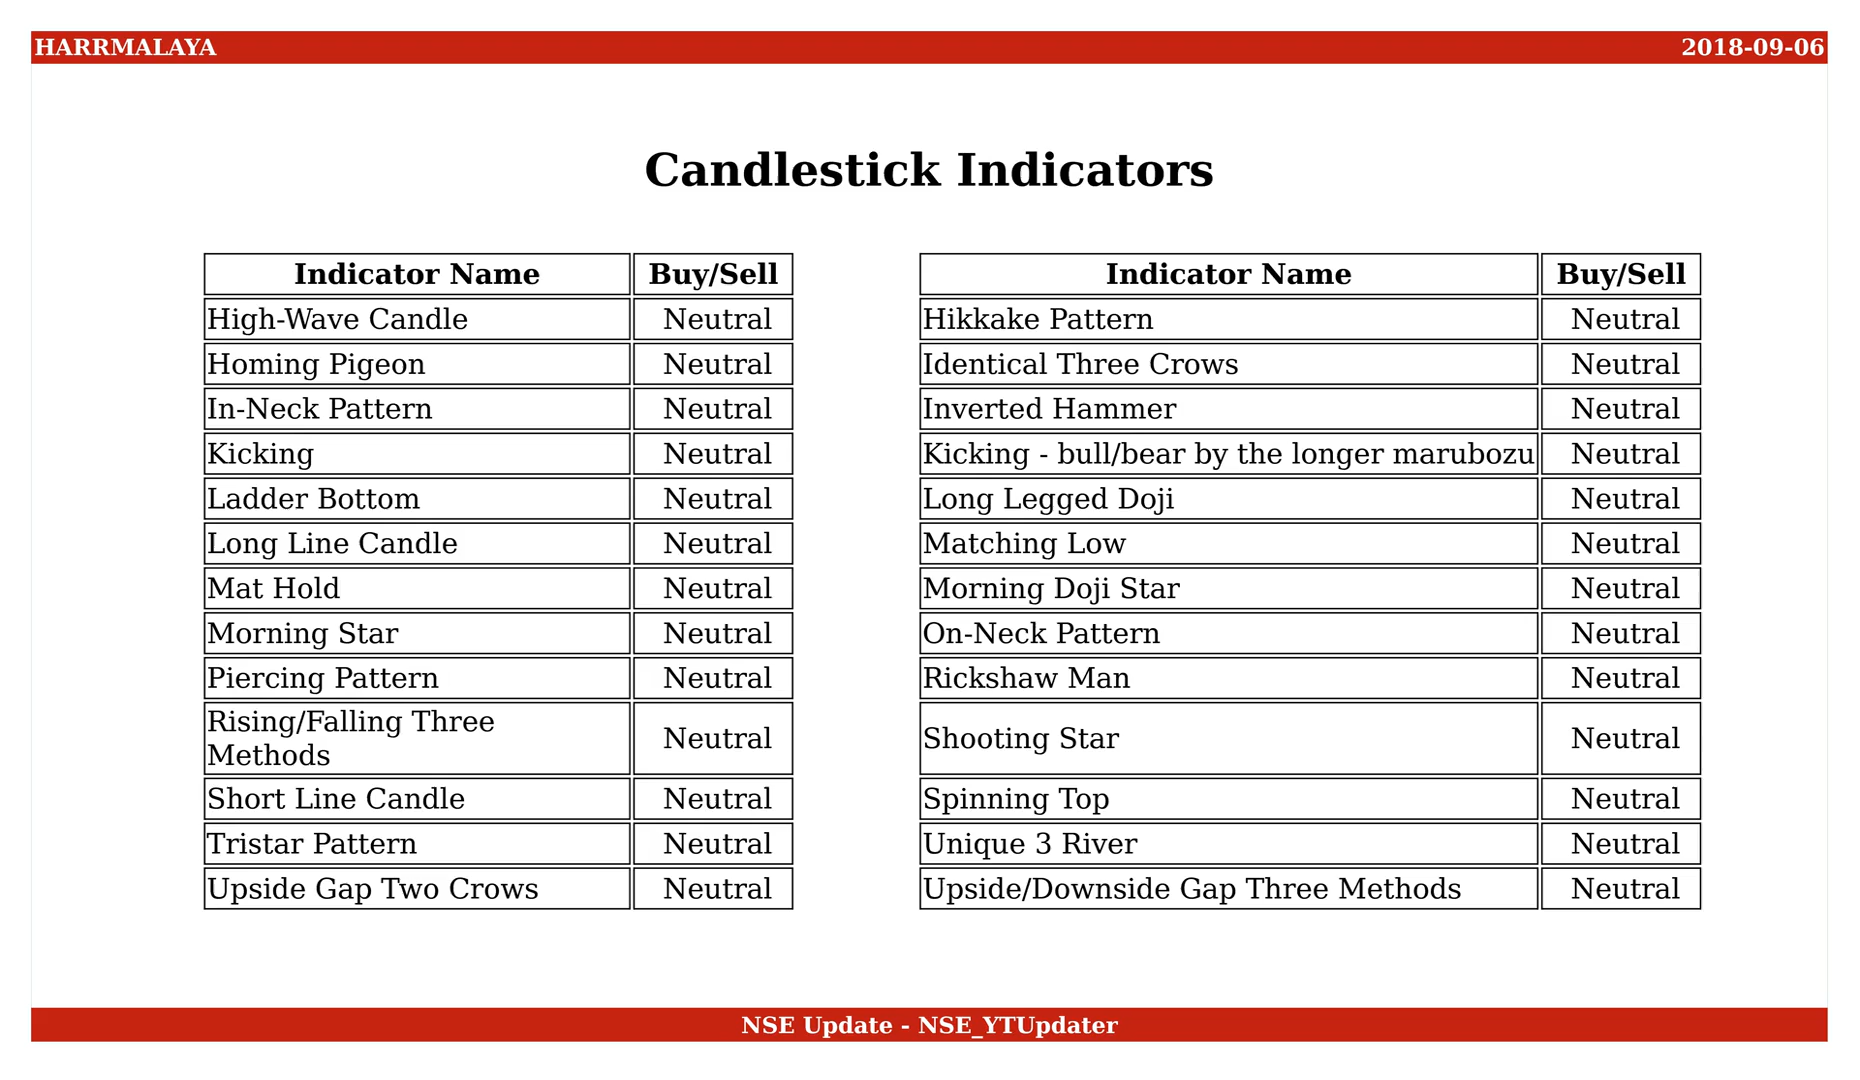 HARRMALAYA 2018-09-06
Candlestick Indicators
Indicator Name Buy/Sell
High-Wave Candle Neutral
Homing Pigeon Neutral
In-Neck Pattern Neutral
Kicking Neutral
Ladder Bottom Neutral
Long Line Candle Neutral
Mat Hold Neutral
Morning Star Neutral
Piercing Pattern Neutral
Rising/Falling Three
Methods Neutral
Short Line Candle Neutral
Tristar Pattern Neutral
Upside Gap Two Crows Neutral
Indicator Name Buy/Sell
Hikkake Pattern Neutral
Identical Three Crows Neutral
Inverted Hammer Neutral
Kicking - bull/bear by the longer marubozu Neutral
Long Legged Doji Neutral
Matching Low Neutral
Morning Doji Star Neutral
On-Neck Pattern Neutral
Rickshaw Man Neutral
Shooting Star Neutral
Spinning Top Neutral
Unique 3 River Neutral
Upside/Downside Gap Three Methods Neutral
NSE Update - NSE_YTUpdater